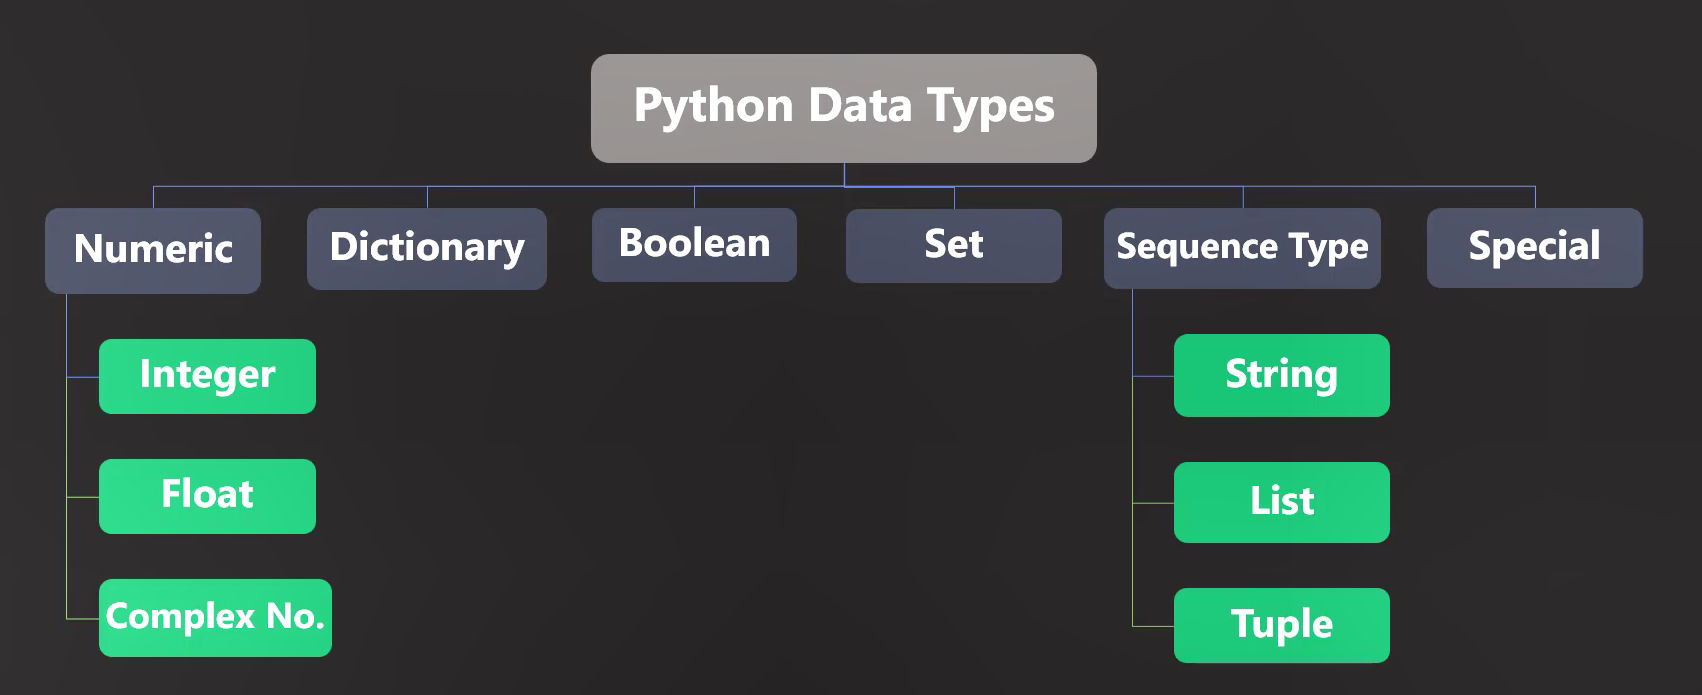 Python Data Types
Numeric
Dictionary
Boolean
Set
Sequence Type
Special
Integer
Float
Complex No.
String
List
Tuple